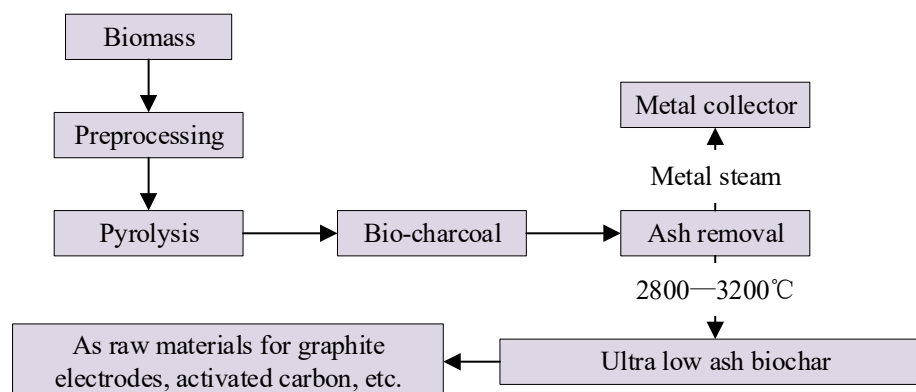 Biomass
Preprocessing
Pyrolysis
Bio-charcoal
Ash removal
Metal steam
Metal collector
2800—3200℃
Ultra low ash biochar
As raw materials for graphite
electrodes, activated carbon, etc.